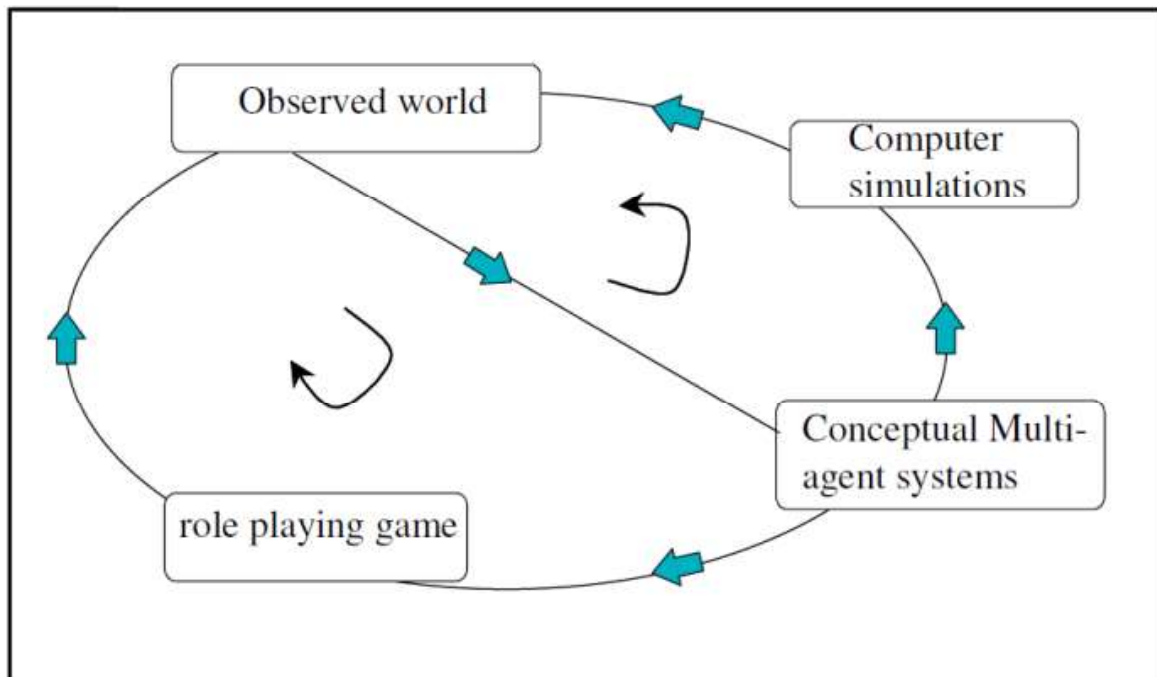 Observed world
Computer
simulations
Conceptual Multi-
agent systems
role playing game